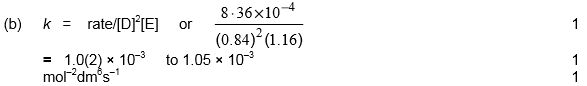 (b) k = rate/[D]²[E] or 8·36×10⁻⁴ / (0.84)² (1.16) 1
= 1.0(2) × 10⁻³ to 1.05 × 10⁻³ 1
mol⁻²dm⁶s⁻¹ 1